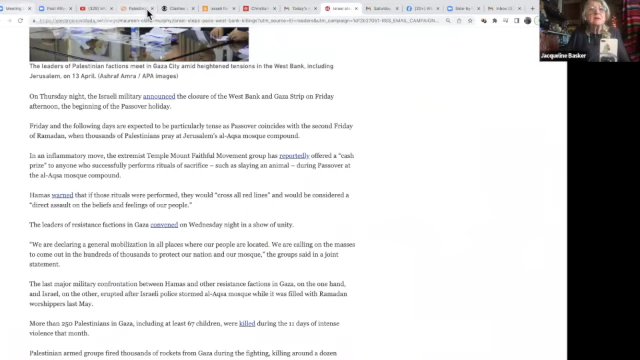 The leaders of Palestinian factions meet in Gaza City amid heightened tensions in the West Bank, including
Jerusalem, on 13 April. (Ashraf Amra / APA images)
On Thursday night, the Israeli military announced the closure of the West Bank and Gaza Strip on Friday
afternoon, the beginning of the Passover holiday.
Friday and the following days are expected to be particularly tense as Passover coincides with the second Friday
of Ramadan, when thousands of Palestinians pray at Jerusalem's al-Aqsa mosque compound.
In an inflammatory move, the extremist Temple Mount Faithful Movement group has reportedly offered a "cash
prize" to anyone who successfully performs rituals of sacrifice – such as slaying an animal – during Passover at
the al-Aqsa mosque compound.
Hamas warned that if those rituals were performed, they would "cross all red lines" and would be considered a
"direct assault on the beliefs and feelings of our people."
The leaders of resistance factions in Gaza convened on Wednesday night in a show of unity.
"We are declaring a general mobilization in all places where our people are located. We are calling on the masses
to come out in the hundreds of thousands to protect our nation and our mosque," the groups said in a joint
statement.
The last major military confrontation between Hamas and other resistance factions in Gaza, on the one hand,
and Israel, on the other, erupted after Israeli police stormed al-Aqsa mosque while it was filled with Ramadan
worshippers last May.
More than 250 Palestinians in Gaza, including at least 67 children, were killed during the 11 days of intense
violence that month.
Palestinian armed groups fired thousands of rockets from Gaza during the fighting, killing around a dozen
Jacqueline Basker